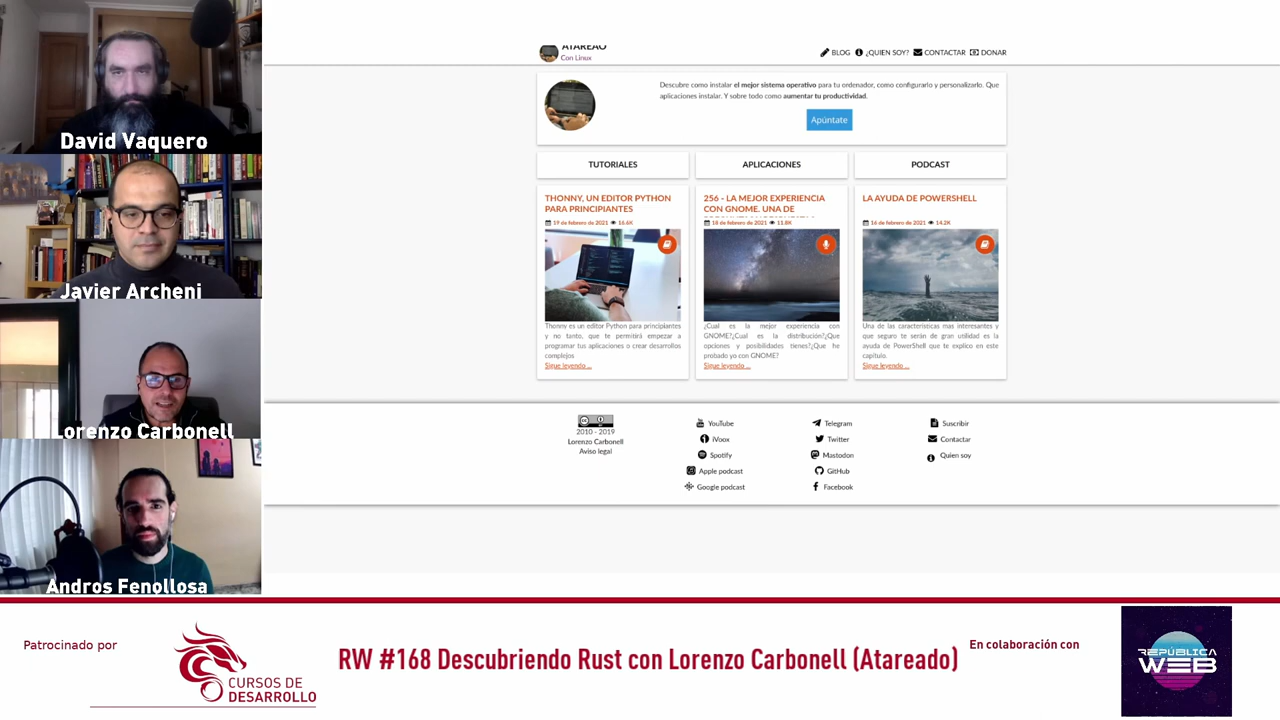 David Vaquero
Javier Archeni
Lorenzo Carbonell
Andros Fenollosa
ATAREAO
Con Linux
BLOG ¿QUIEN SOY? CONTACTAR DONAR
Descubre como instalar el mejor sistema operativo para tu ordenador, como configurarlo y personalizarlo. Que
aplicaciones instalar. Y sobre todo como aumentar tu productividad.
Apúntate
TUTORIALES
APLICACIONES
PODCAST
THONNY, UN EDITOR PYTHON
PARA PRINCIPIANTES
19 de febrero de 2021 16.6K
Thonny es un editor Python para principiantes
y no tanto, que te permitirá empezar a
programar tus aplicaciones o crear desarrollos
complejos
Sigue leyendo ...
256 - LA MEJOR EXPERIENCIA
CON GNOME. UNA DE
18 de febrero de 2021 11.8K
¿Cual es la mejor experiencia con
GNOME?¿Cual es la distribución?¿Que
opciones y posibilidades tienes?¿Que he
probado yo con GNOME?
Sigue leyendo ...
LA AYUDA DE POWERSHELL
16 de febrero de 2021 14.2K
Una de las características mas interesantes y
que seguro te serán de gran utilidad es la
ayuda de PowerShell que te explico en este
capítulo.
Sigue leyendo ...
2010 - 2019
Lorenzo Carbonell
Aviso legal
YouTube
iVoox
Spotify
Apple podcast
Google podcast
Telegram
Twitter
Mastodon
GitHub
Facebook
Suscribir
Contactar
Quien soy
Patrocinado por
CURSOS DE
DESARROLLO
RW #168 Descubriendo Rust con Lorenzo Carbonell (Atareado)
En colaboración con
REPÚBLICA
WEB